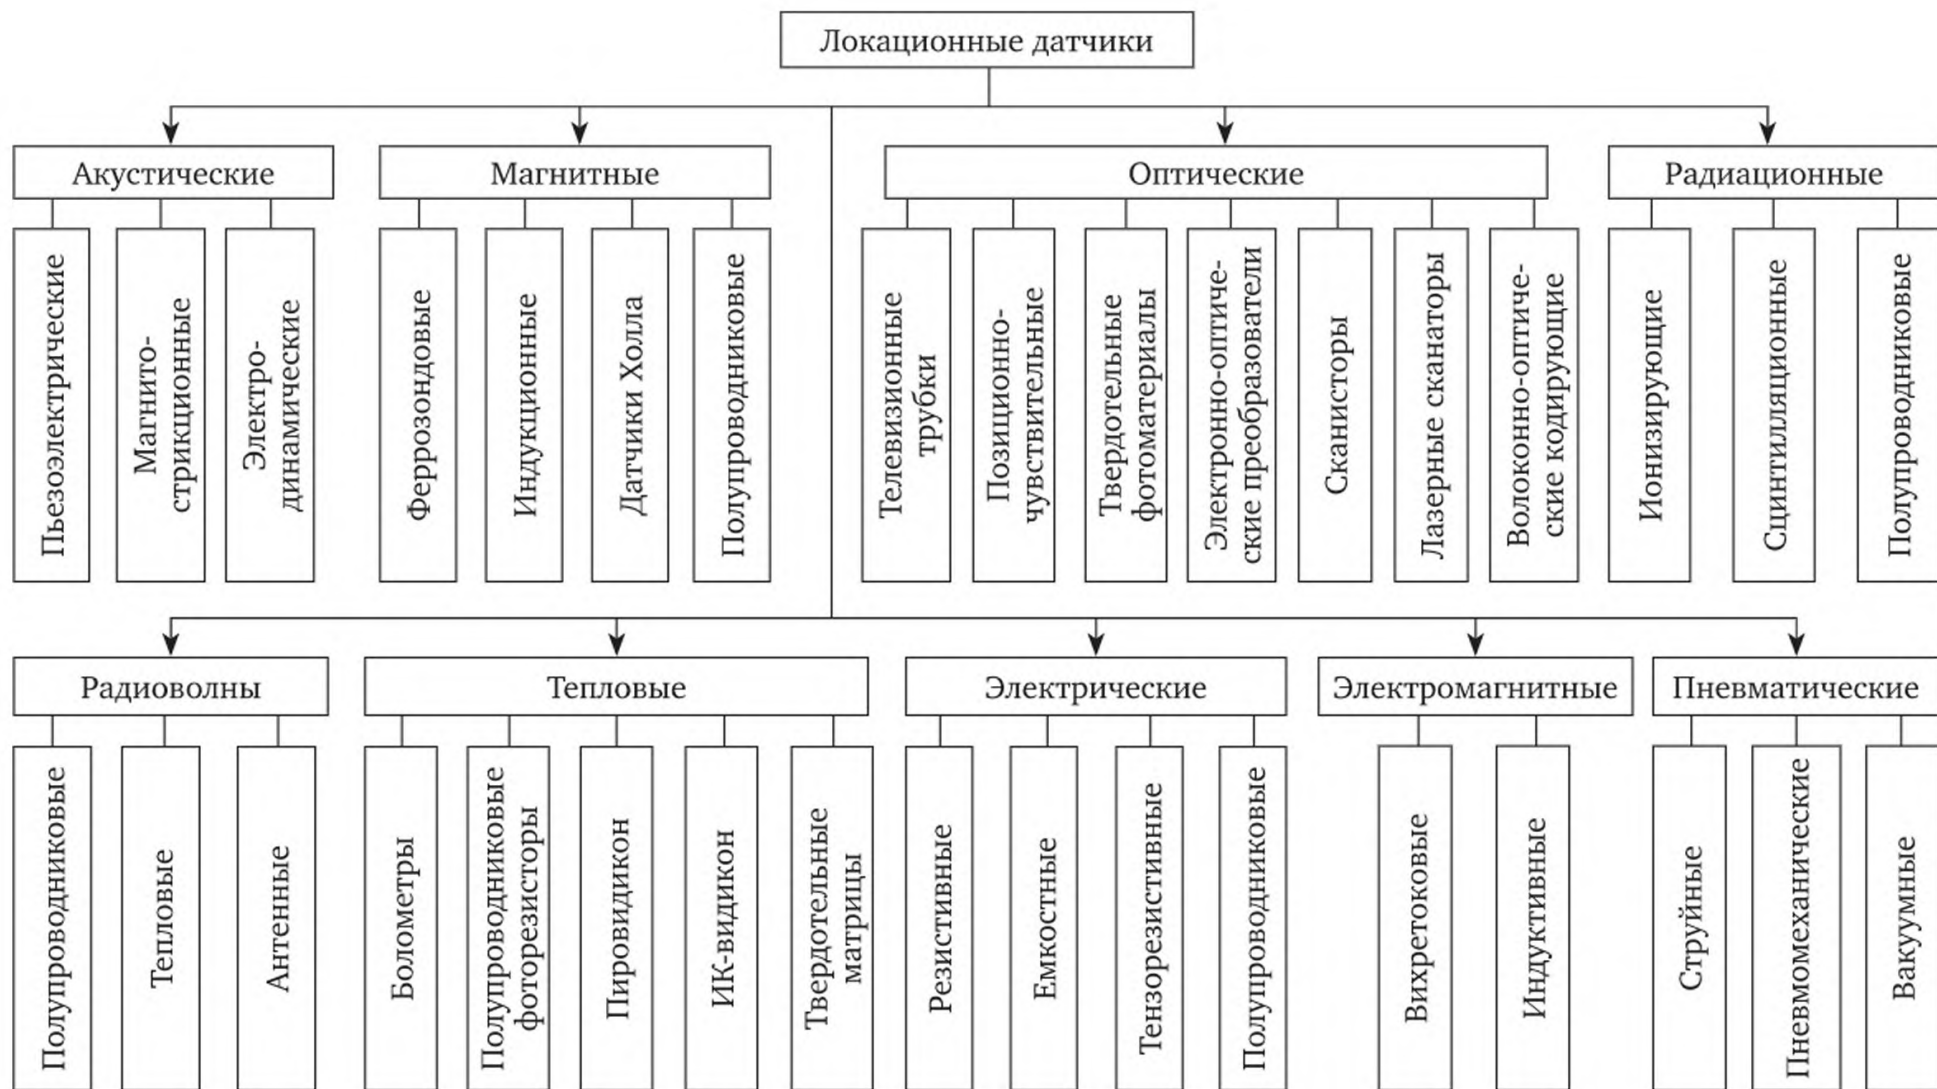 Локационные датчики
Акустические
Магнитные
Оптические
Радиационные
Пьезоэлектрические
Магнито-
стрикционные
Электро-
динамические
Феррозондовые
Индукционные
Датчики Холла
Полупроводниковые
Телевизионные
трубки
Позиционно-
чувствительные
Твердотельные
фотоматериалы
Электронно-оптиче-
ские преобразователи
Сканисторы
Лазерные сканаторы
Волоконно-оптиче-
ские кодирующие
Ионизирующие
Сцинтилляционные
Полупроводниковые
Радиоволны
Тепловые
Электрические
Электромагнитные
Пневматические
Полупроводниковые
Тепловые
Антенные
Болометры
Полупроводниковые
фоторезисторы
Пировидикон
ИК-видикон
Твердотельные
матрицы
Резистивные
Емкостные
Тензорезистивные
Полупроводниковые
Вихретоковые
Индуктивные
Струйные
Пневмомеханические
Вакуумные